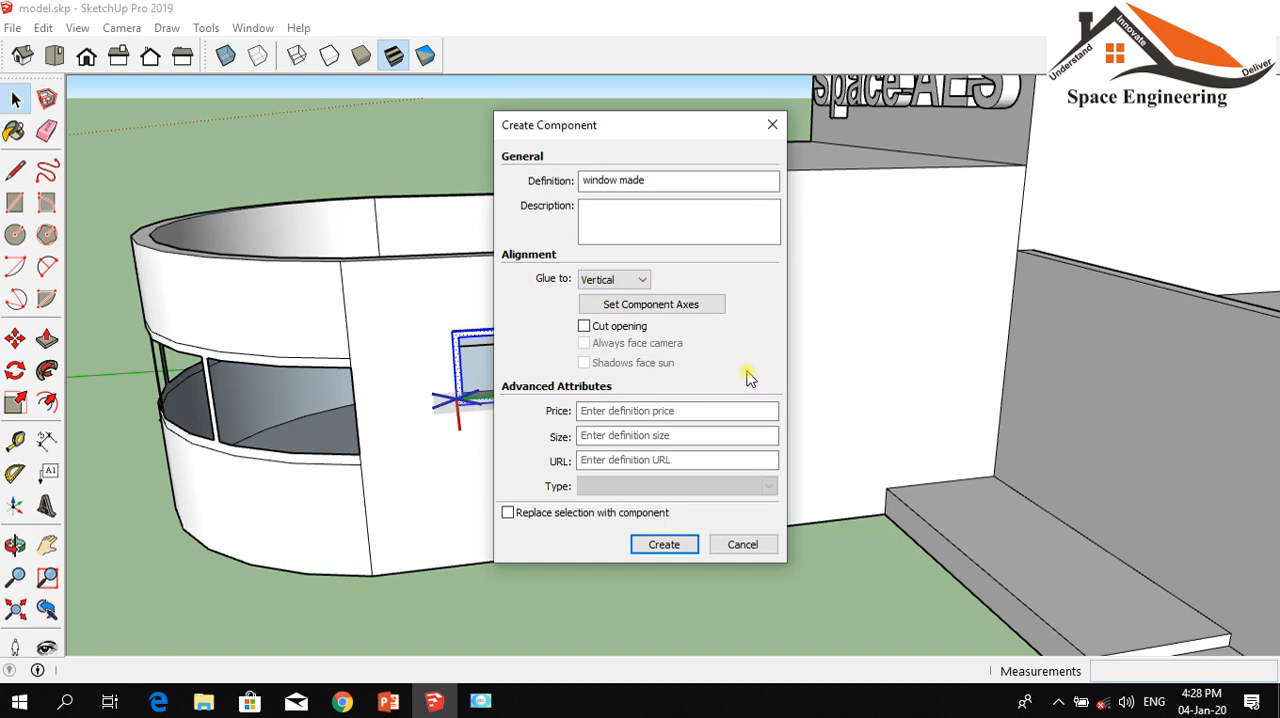 model.skp - SketchUp Pro 2019
File Edit View Camera Draw Tools Window Help
Understand Innovate Deliver
Space Engineering
space-AES
Create Component
General
Definition: window made
Description:
Alignment
Glue to: Vertical
Set Component Axes
Cut opening
Always face camera
Shadows face sun
Advanced Attributes
Price: Enter definition price
Size: Enter definition size
URL: Enter definition URL
Type:
Replace selection with component
Create Cancel
A1
Measurements
ENG
4:28 PM
04-Jan-20